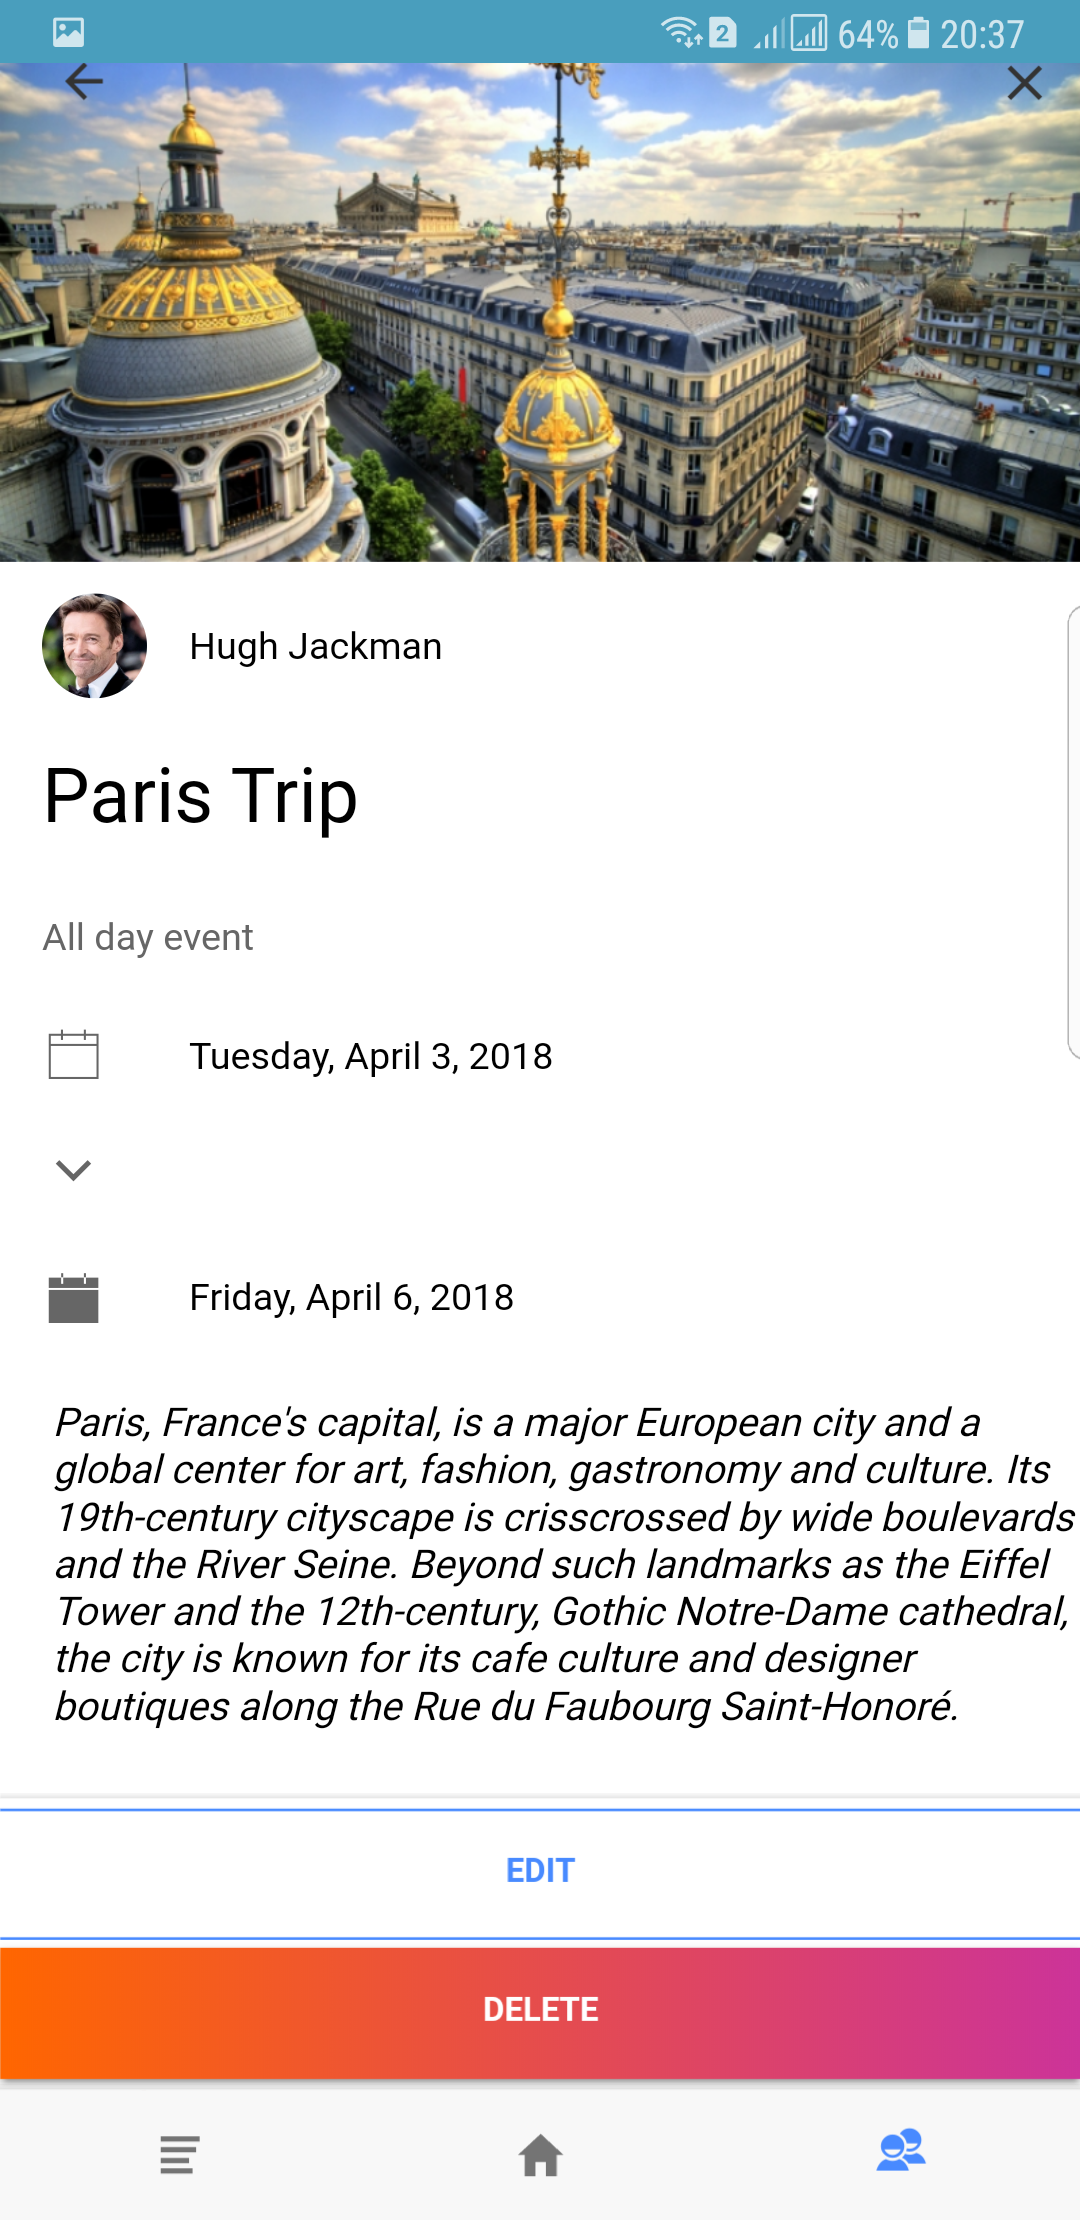 2 64% 20:37
Hugh Jackman
Paris Trip
All day event
Tuesday, April 3, 2018
Friday, April 6, 2018
Paris, France's capital, is a major European city and a
global center for art, fashion, gastronomy and culture. Its
19th-century cityscape is crisscrossed by wide boulevards
and the River Seine. Beyond such landmarks as the Eiffel
Tower and the 12th-century, Gothic Notre-Dame cathedral,
the city is known for its cafe culture and designer
boutiques along the Rue du Faubourg Saint-Honoré.
EDIT
DELETE